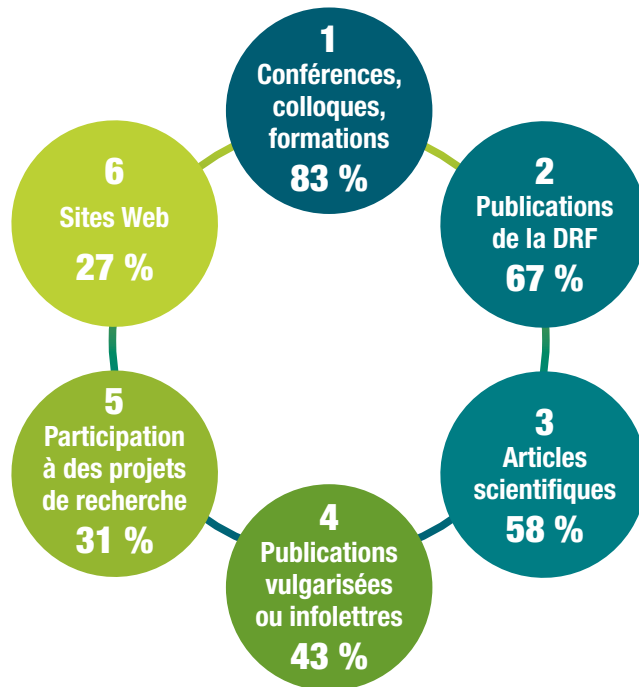 1
Conférences,
colloques,
formations
83 %
2
Publications
de la DRF
67 %
3
Articles
scientifiques
58 %
4
Publications
vulgarisées
ou infolettres
43 %
5
Participation
à des projets
de recherche
31 %
6
Sites Web
27 %